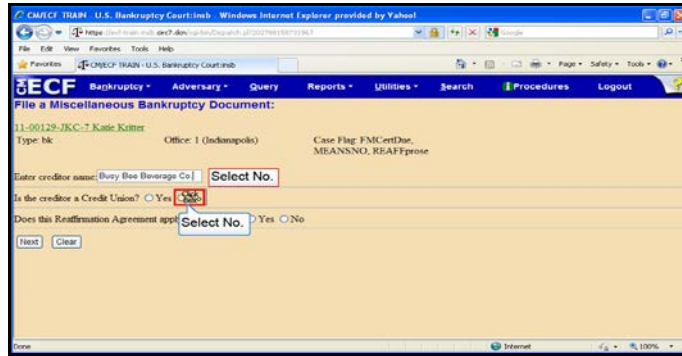 CM/ECF TRAIN - U.S. Bankruptcy Court:insb - Windows Internet Explorer provided by Yahoo!
Google
File Edit View Favorites Tools Help
Favorites CM/ECF TRAIN - U.S. Bankruptcy Court:insb Page Safety Tools
ECF Bankruptcy Adversary Query Reports Utilities Search Procedures Logout
File a Miscellaneous Bankruptcy Document:
11-00129-JKC-7 Katie Kritter
Type: bk Office: 1 (Indianapolis) Case Flag: FMCertDue,
MEANSNO, REAFFprose
Enter creditor name: Busy Bee Beverage Co. Select No.
Is the creditor a Credit Union? Yes Click
Does this Reaffirmation Agreement Select No. Yes No
Next Clear
Done Internet 100%